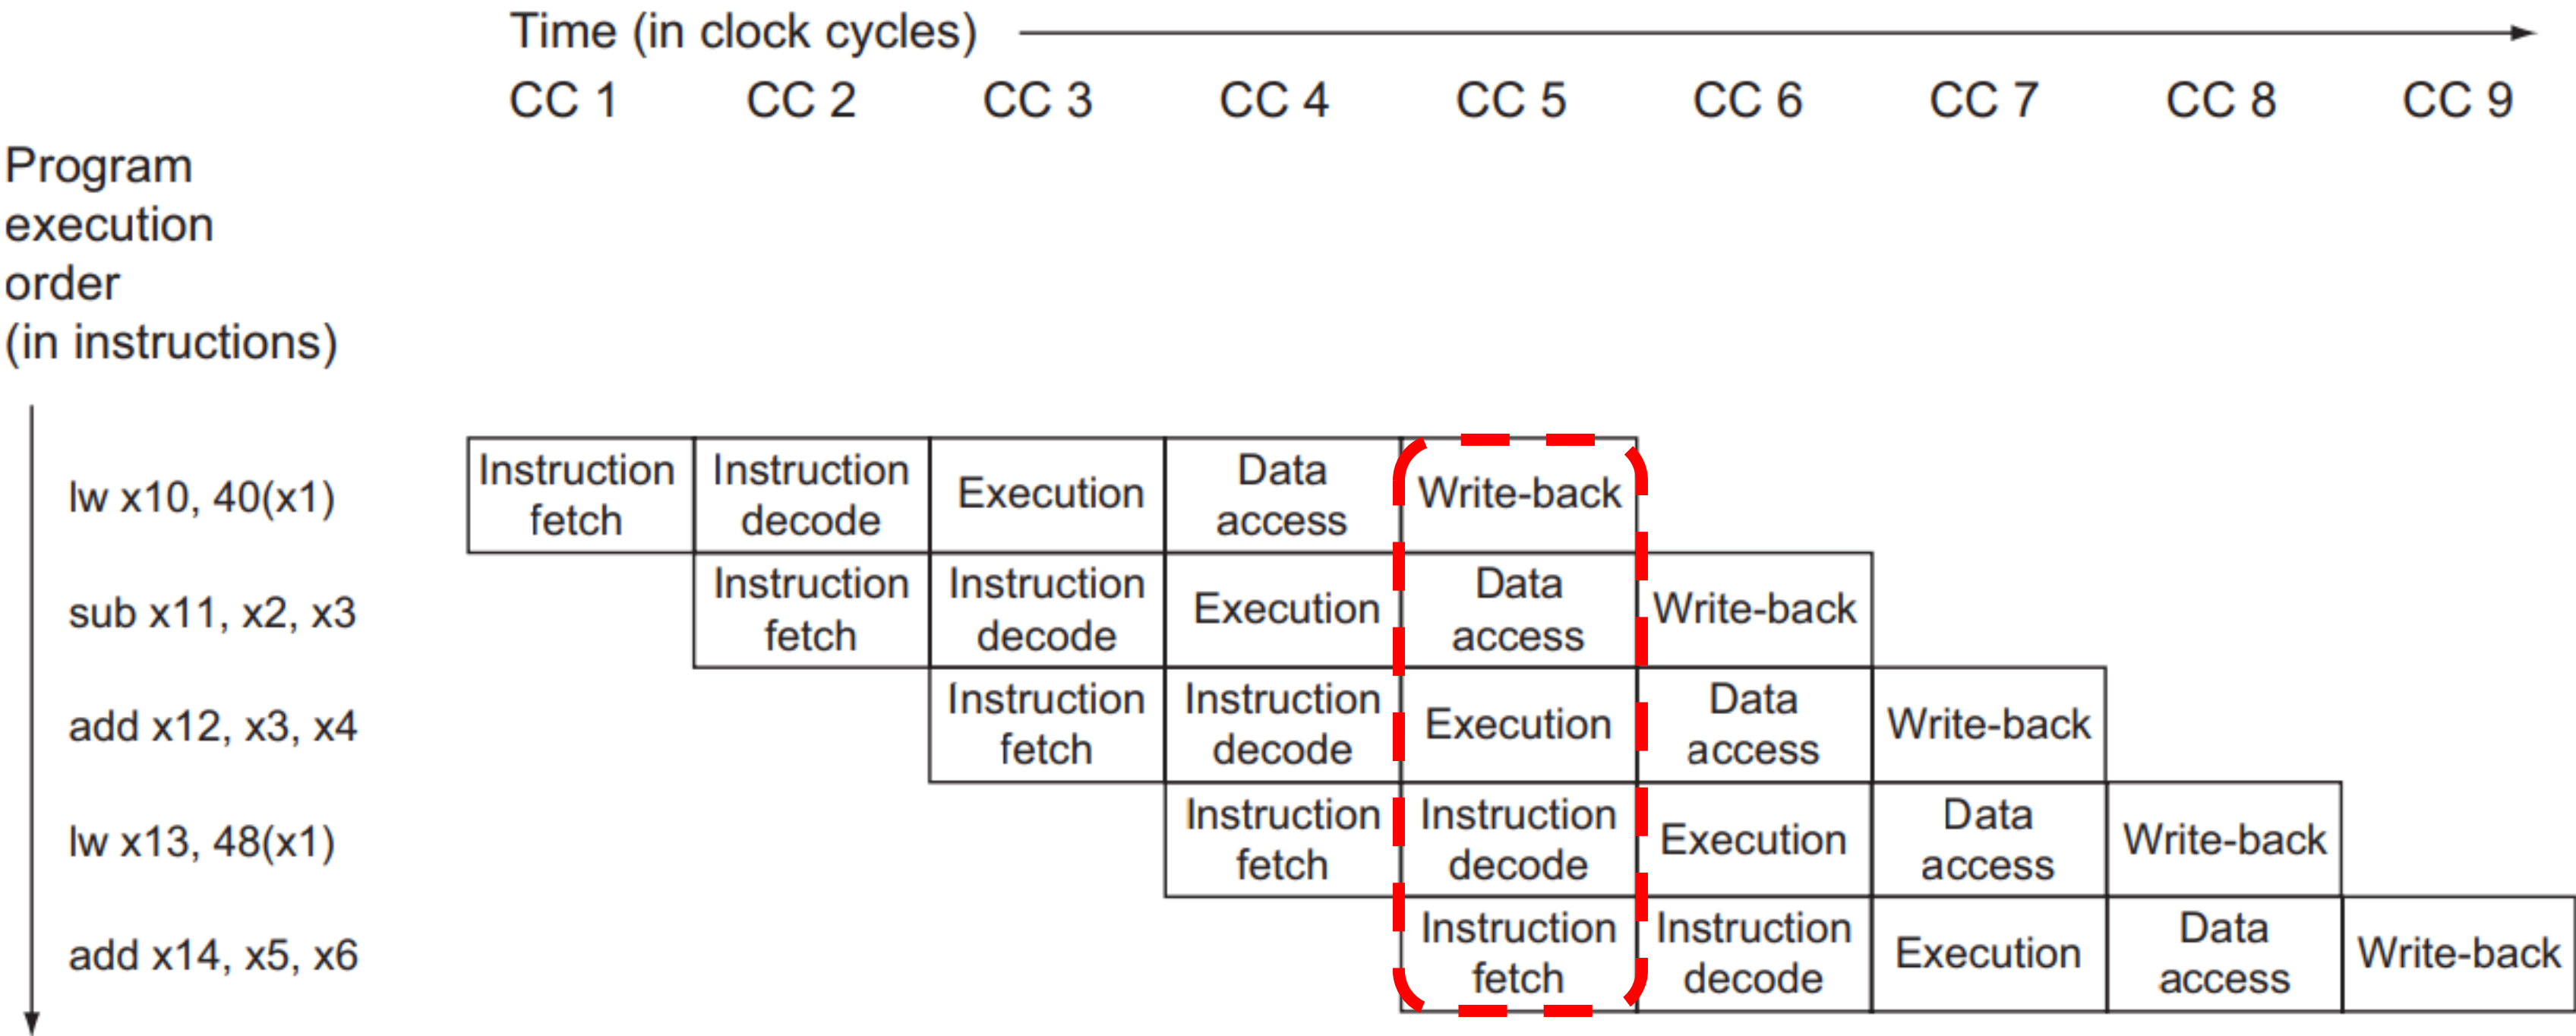 Time (in clock cycles)
CC 1 CC 2 CC 3 CC 4 CC 5 CC 6 CC 7 CC 8 CC 9
Program
execution
order
(in instructions)
lw x10, 40(x1)
Instruction
fetch
Instruction
decode
Execution
Data
access
Write-back
sub x11, x2, x3
Instruction
fetch
Instruction
decode
Execution
Data
access
Write-back
add x12, x3, x4
Instruction
fetch
Instruction
decode
Execution
Data
access
Write-back
lw x13, 48(x1)
Instruction
fetch
Instruction
decode
Execution
Data
access
Write-back
add x14, x5, x6
Instruction
fetch
Instruction
decode
Execution
Data
access
Write-back